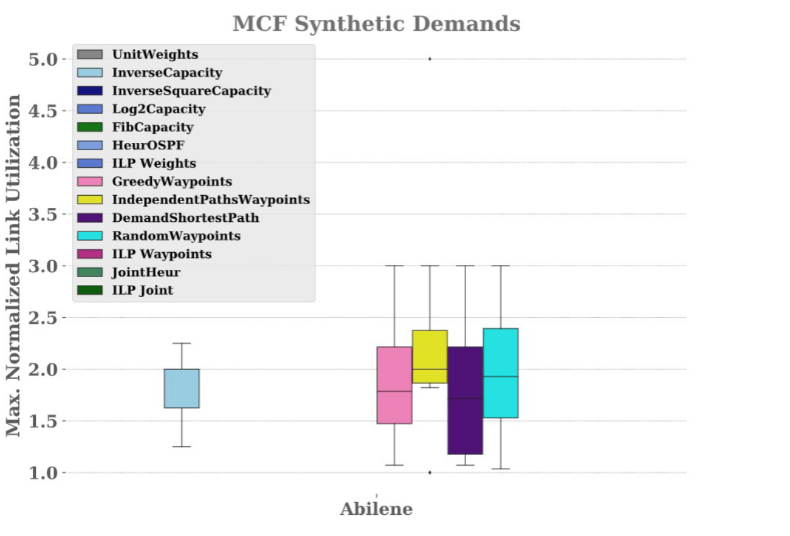 MCF Synthetic Demands
Max. Normalized Link Utilization
5.0
4.5
4.0
3.5
3.0
2.5
2.0
1.5
1.0
UnitWeights
InverseCapacity
InverseSquareCapacity
Log2Capacity
FibCapacity
HeurOSPF
ILP Weights
GreedyWaypoints
IndependentPathsWaypoints
DemandShortestPath
RandomWaypoints
ILP Waypoints
JointHeur
ILP Joint
Abilene